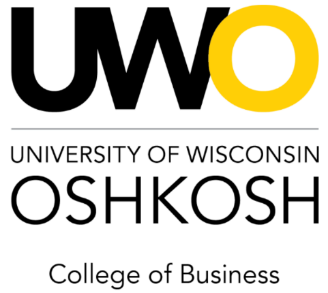 UWO
UNIVERSITY OF WISCONSIN
OSHKOSH
College of Business